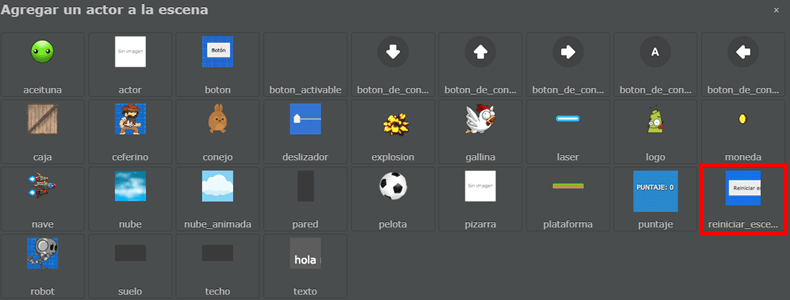 Agregar un actor a la escena x
Sin imagen Botón A
aceituna actor boton boton_activable boton_de_con... boton_de_con... boton_de_con... boton_de_con... boton_de_con...
caja ceferino conejo deslizador explosion gallina laser logo moneda
Sin imagen PUNTAJE: 0 Reiniciar es
nave nube nube_animada pared pelota pizarra plataforma puntaje reiniciar_esce...
hola
robot suelo techo texto